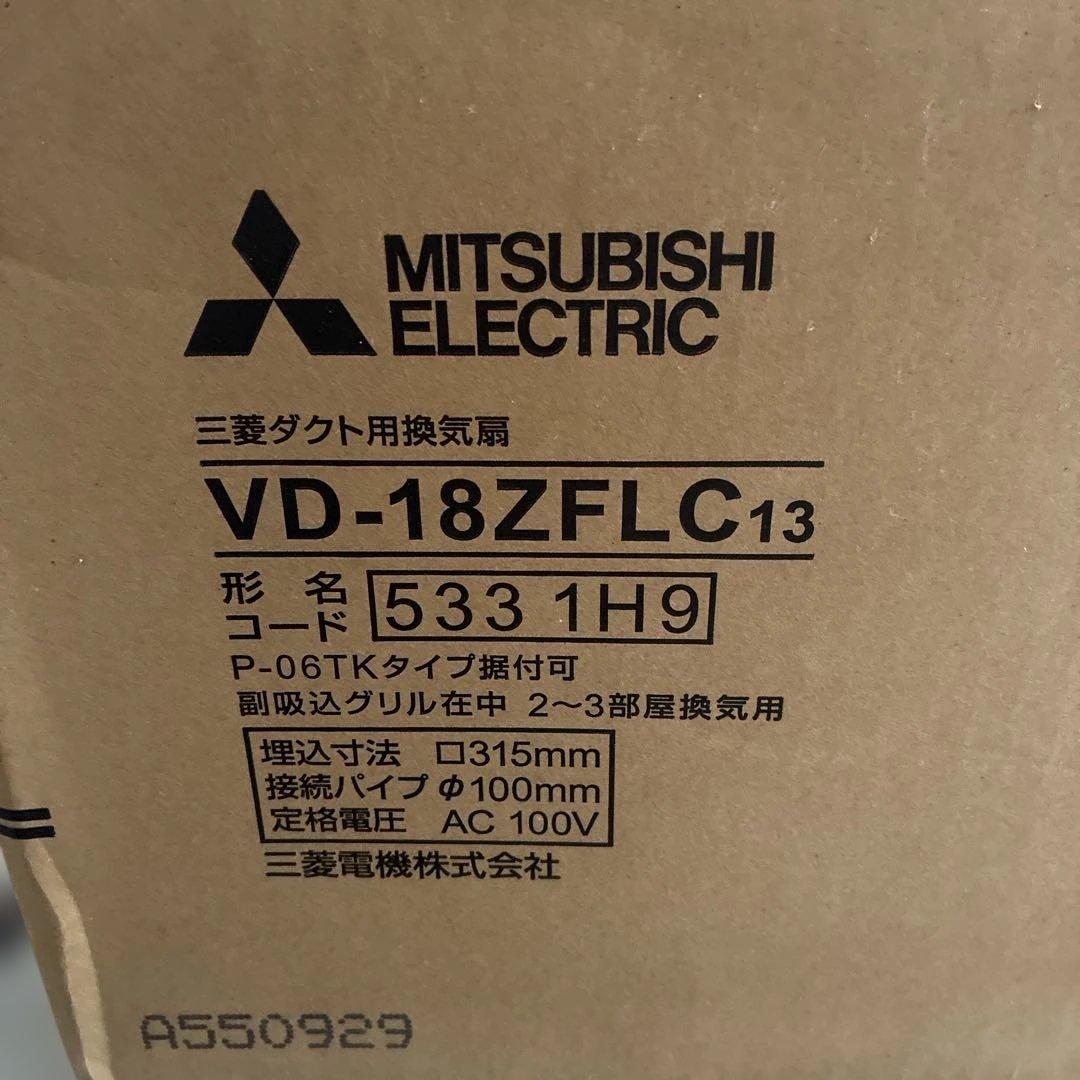 MITSUBISHI
ELECTRIC
三菱ダクト用換気扇
VD-18ZFLC13
形名
コード 533 1H9
P-06TKタイプ据付可
副吸込グリル在中 2～3部屋換気用
埋込寸法 □315mm
接続パイプ φ100mm
定格電圧 AC 100V
三菱電機株式会社
A550929